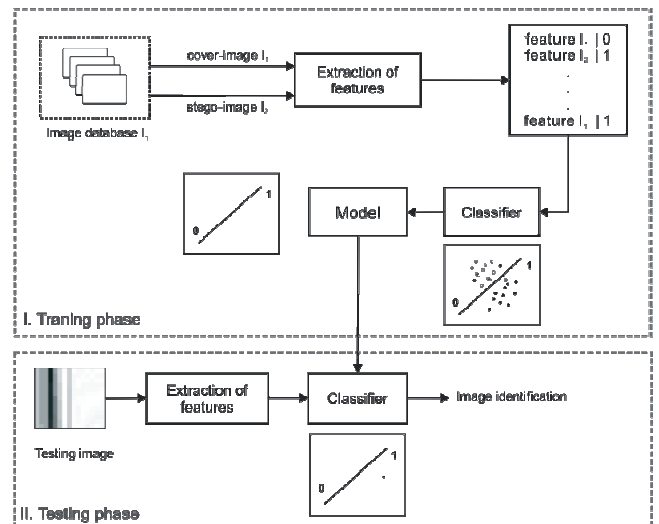 cover-image I₁
stego-image I₂
Image database I₁
Extraction of
features
feature I₁ | 0
feature I₂ | 1
.
.
.
feature I₁ | 1
Classifier
Model
0 1
0 1
I. Traning phase
Testing image
Extraction of
features
Classifier
Image identification
0 1
II. Testing phase